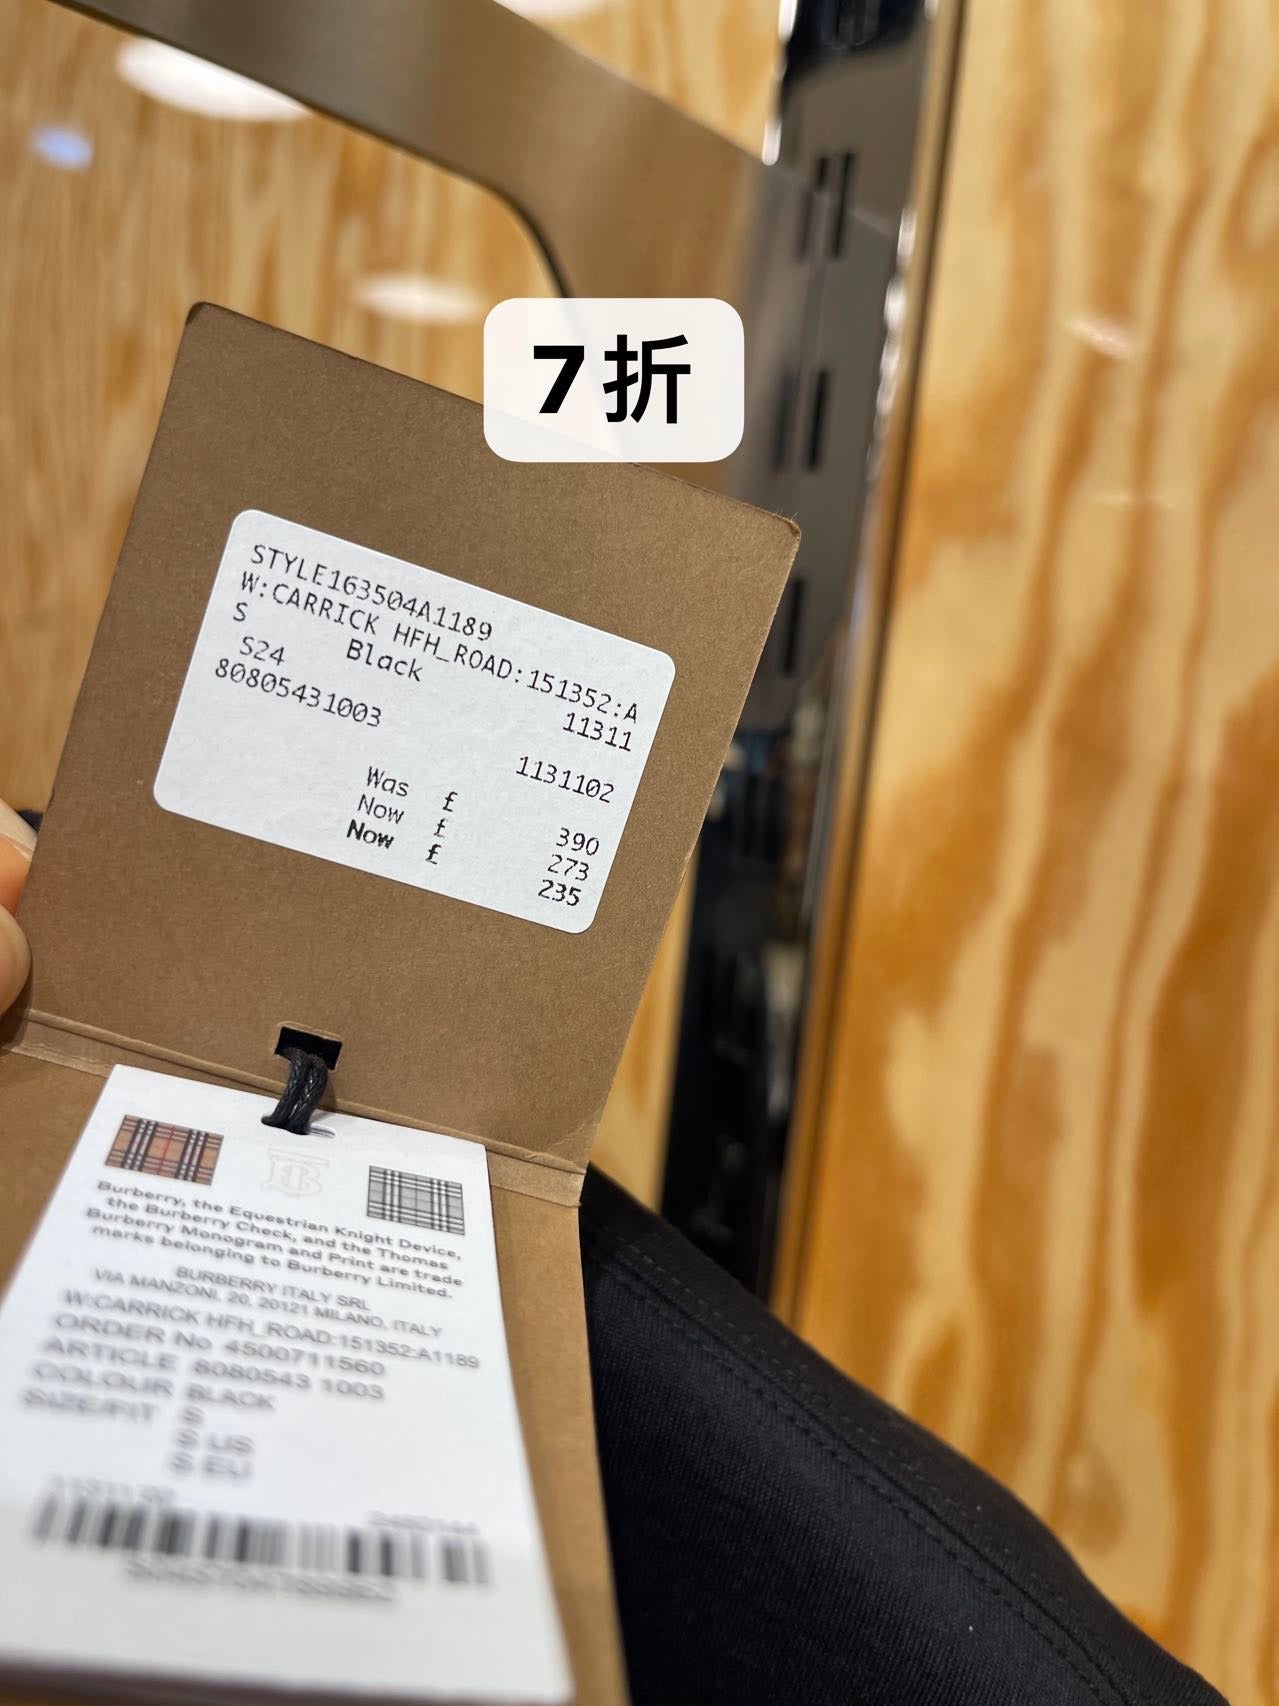 7折
STYLE163504A1189
W:CARRICK HFH_ROAD:151352:A
S Black 11311
S24
80805431003 1131102
Was £ 390
Now £ 273
Now £ 235
Burberry, the Equestrian Knight Device,
the Burberry Check, and the Thomas
Burberry Monogram and Print are trade
marks belonging to Burberry Limited.
BURBERRY ITALY SRL
VIA MANZONI, 20, 20121 MILANO, ITALY
W:CARRICK HFH_ROAD:151352:A1189
ORDER No 4500711560
ARTICLE 8080543 1003
COLOUR BLACK
SIZE/FIT S
S US
S EU